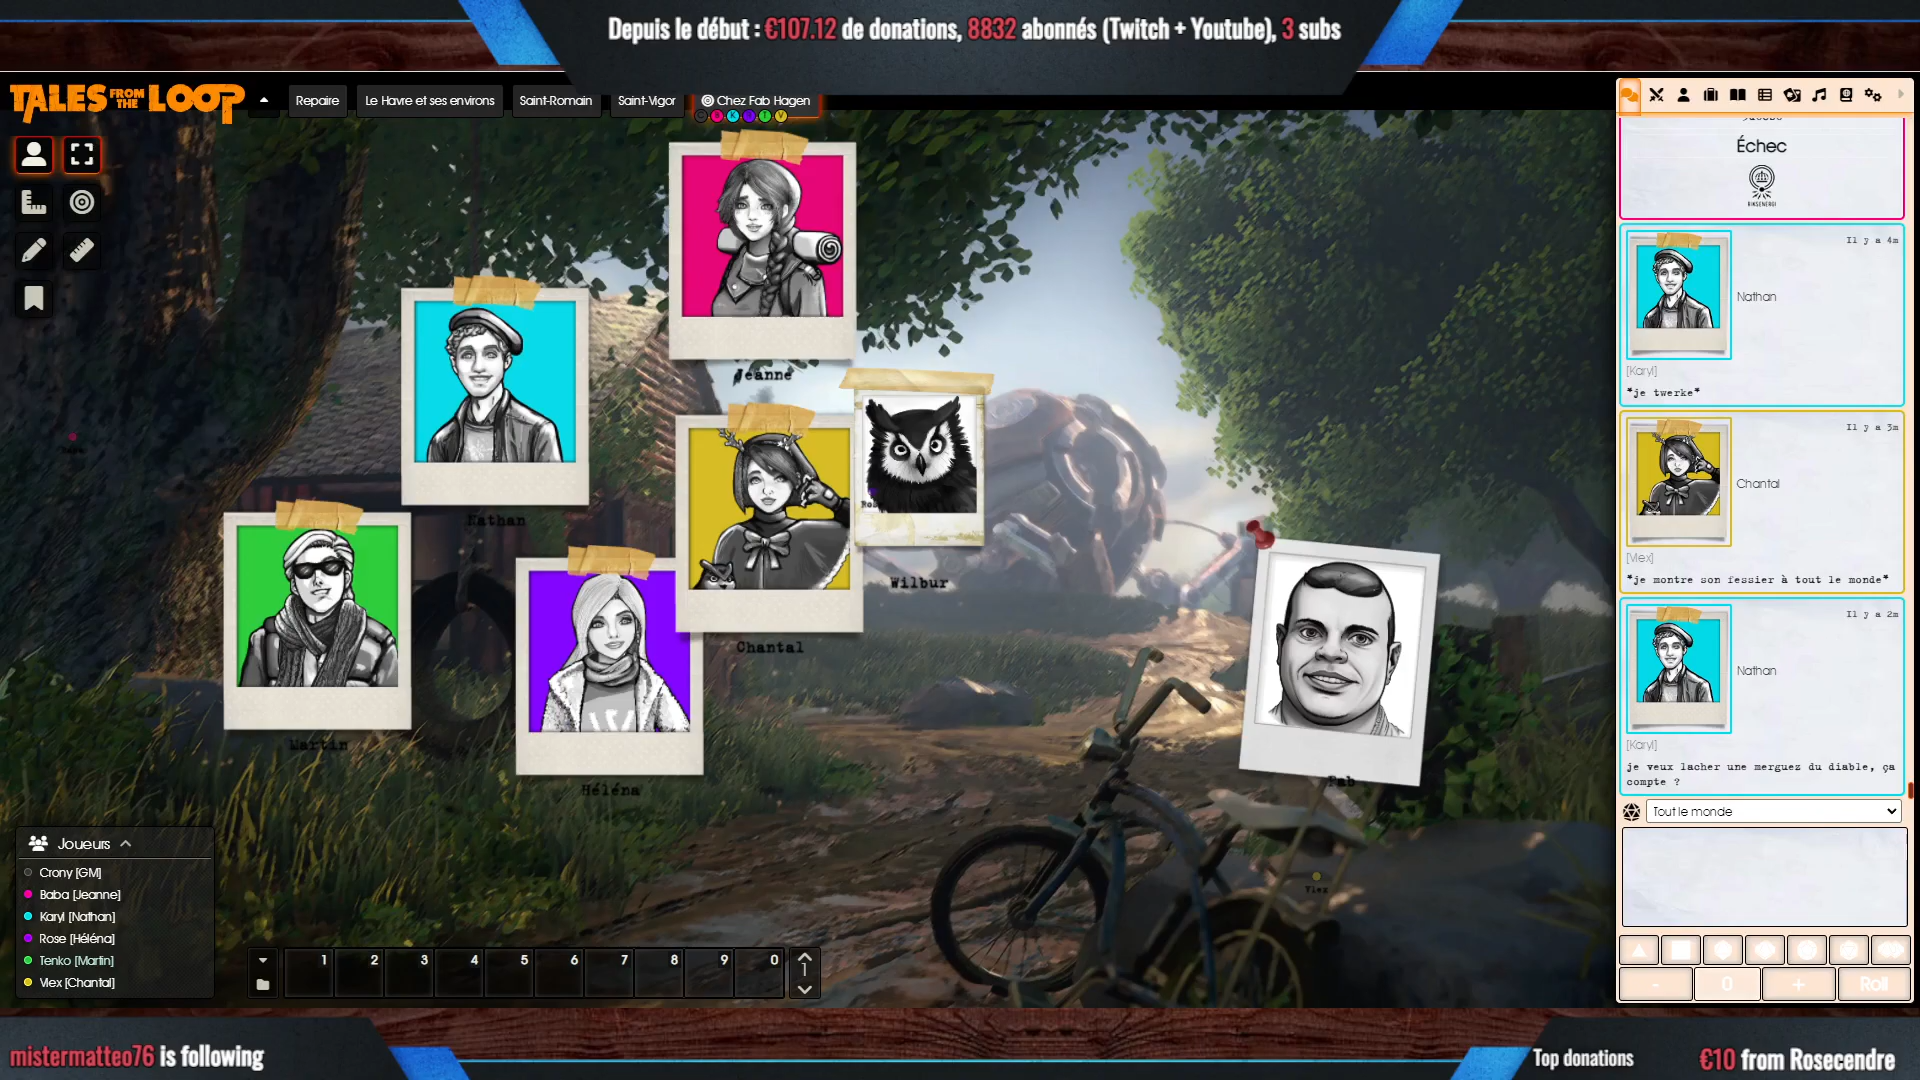 Depuis le début : €107.12 de donations, 8832 abonnés (Twitch + Youtube), 3 subs
TALES FROM THE LOOP
Repaire
Le Havre et ses environs
Saint-Romain
Saint-Vigor
Chez Fab Hagen
Jeanne
Nathan
Wilbur
Chantal
Martin
Héléna
Fab
Vlex
Joueurs
Crony [GM]
Baba [Jeanne]
Karyl [Nathan]
Rose [Héléna]
Tenko [Martin]
Vlex [Chantal]
1 2 3 4 5 6 7 8 9 0
1
Échec
RIKSENERGI
Il y a 4m
Nathan
[Karyl]
*je twerke*
Il y a 3m
Chantal
[Vlex]
*je montre son fessier à tout le monde*
Il y a 2m
Nathan
[Karyl]
je veux lacher une merguez du diable, ça
compte ?
Tout le monde
- 0 + Roll
mistermatteo76 is following
Top donations
€10 from Rosecendre